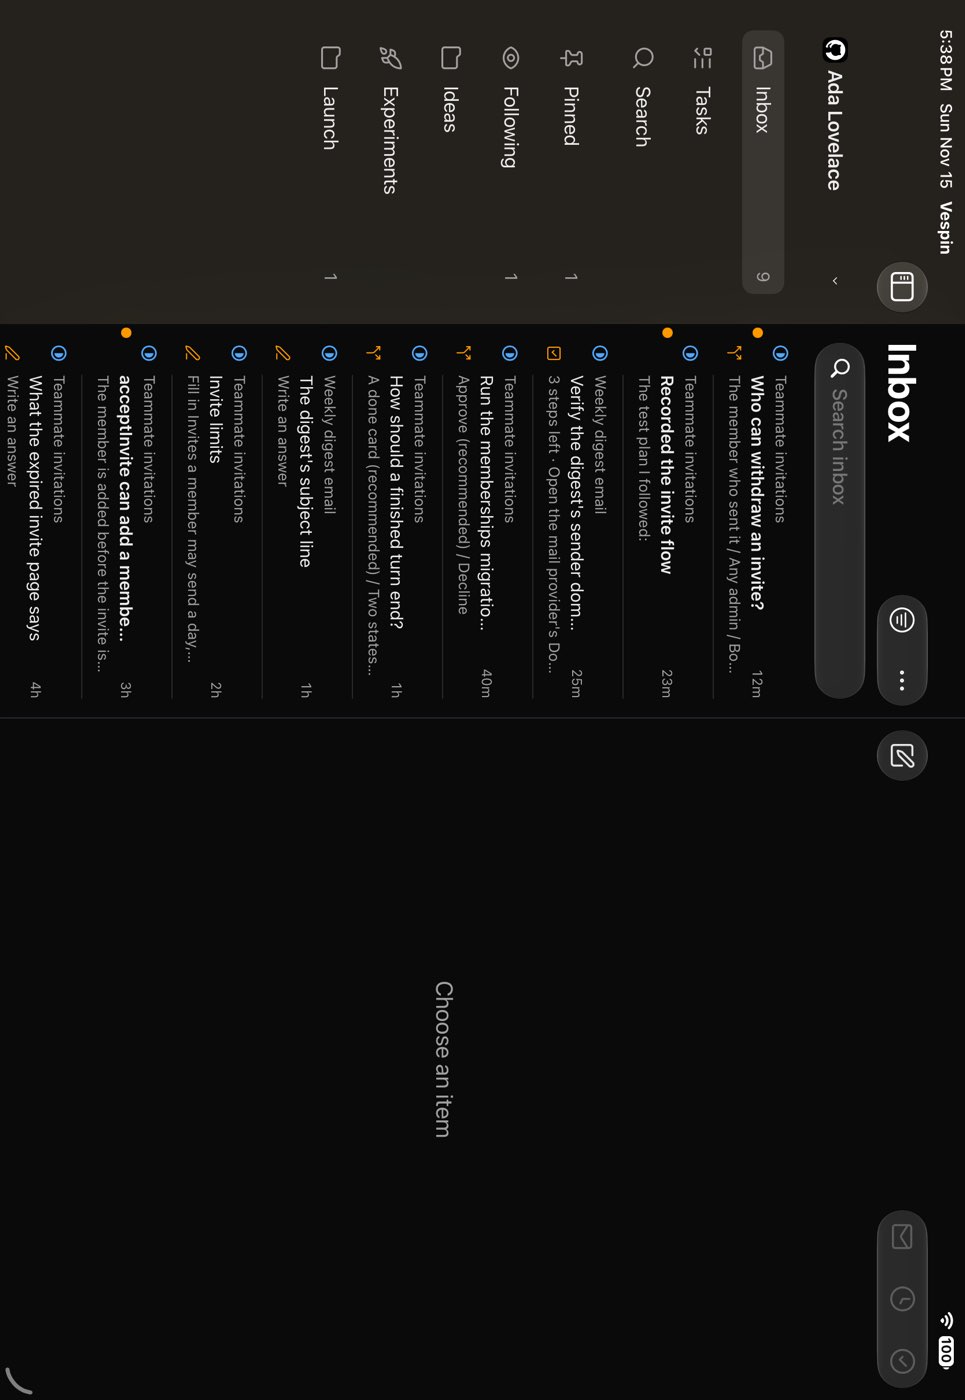 5:38 PM Sun Nov 15 Vespin
100
Ada Lovelace
Inbox 9
Tasks
Search
Pinned 1
Following 1
Ideas
Experiments
Launch 1
Inbox
Search inbox
Teammate invitations
Who can withdraw an invite? 12m
The member who sent it / Any admin / Bo...
Teammate invitations
Recorded the invite flow 23m
The test plan I followed:
Weekly digest email
Verify the digest's sender dom... 25m
3 steps left · Open the mail provider's Do...
Teammate invitations
Run the memberships migratio... 40m
Approve (recommended) / Decline
Teammate invitations
How should a finished turn end? 1h
A done card (recommended) / Two states...
Weekly digest email
The digest's subject line 1h
Write an answer
Teammate invitations
Invite limits 2h
Fill in Invites a member may send a day,...
Teammate invitations
acceptInvite can add a membe... 3h
The member is added before the invite is...
Teammate invitations
What the expired invite page says 4h
Write an answer
Choose an item